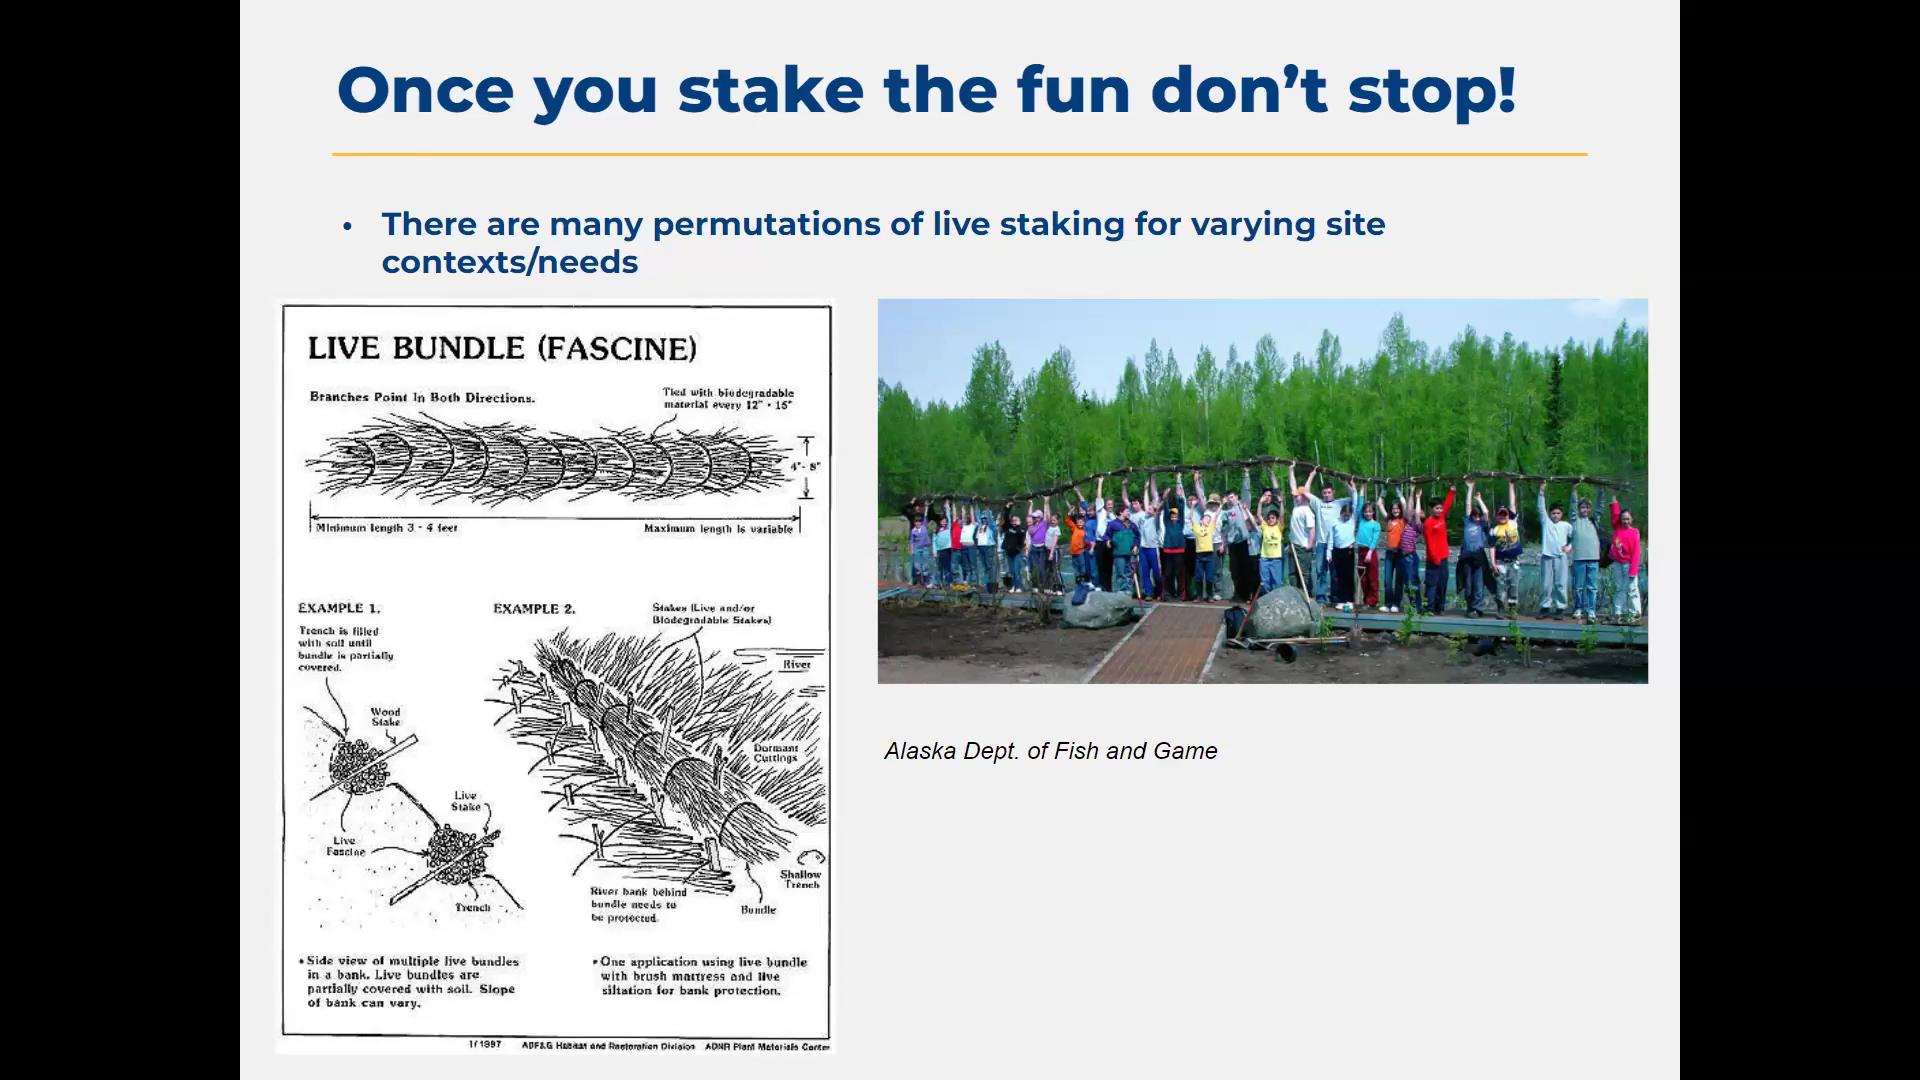 Once you stake the fun don’t stop!
• There are many permutations of live staking for varying site
contexts/needs
LIVE BUNDLE (FASCINE)
Branches Point In Both Directions.
Tied with biodegradable
material every 12" - 15"
4"- 8"
Minimum length 3 - 4 feet
Maximum length is variable
EXAMPLE 1.
Trench is filled
with soil until
bundle is partially
covered.
Wood
Stake
Live
Stake
Live
Fascine
Trench
EXAMPLE 2.
Stakes (Live and/or
Biodegradable Stakes)
River
Dormant
Cuttings
Shallow
Trench
River bank behind
bundle needs to
be protected.
Bundle
• Side view of multiple live bundles
in a bank. Live bundles are
partially covered with soil. Slope
of bank can vary.
• One application using live bundle
with brush mattress and live
siltation for bank protection.
1/1997 ADF&G Habitat and Restoration Division ADNR Plant Materials Center
Alaska Dept. of Fish and Game